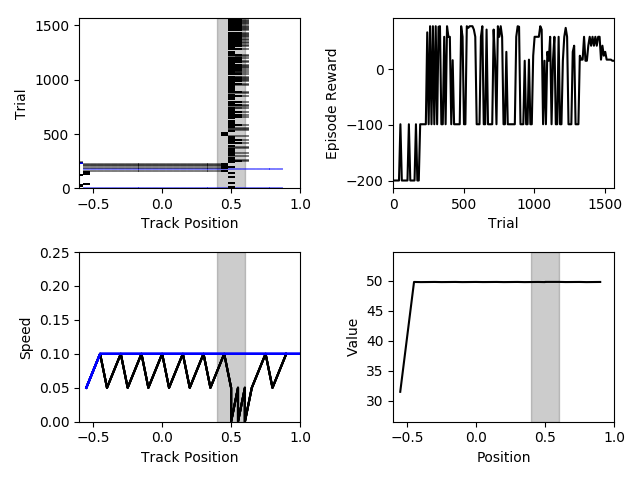 1500
1000
500
0
Trial
−0.5 0.0 0.5 1.0
Track Position
0
−100
−200
Episode Reward
0 500 1000 1500
Trial
0.25
0.20
0.15
0.10
0.05
0.00
Speed
−0.5 0.0 0.5 1.0
Track Position
50
45
40
35
30
Value
−0.5 0.0 0.5 1.0
Position